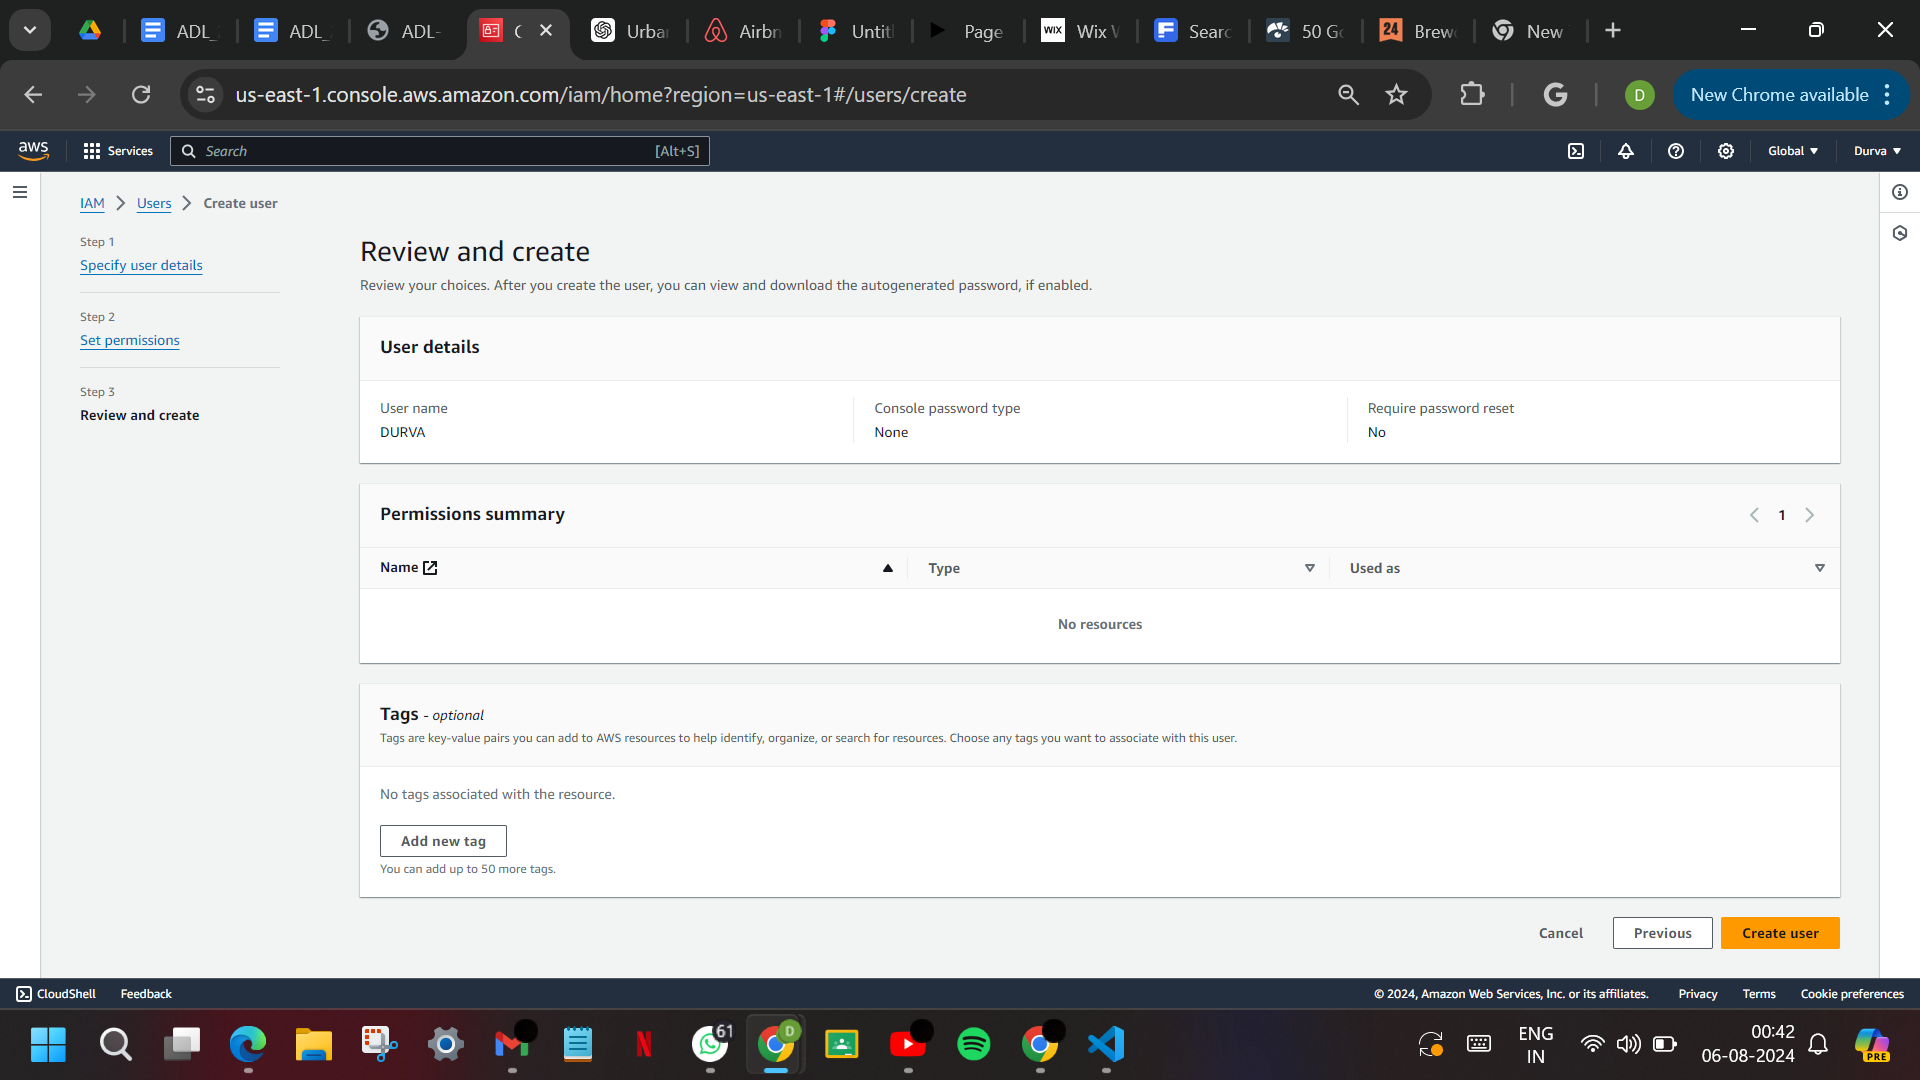 ADL_
ADL_
ADL-
Urba
Airbn
Untit
Page
WIX
Wix W
Searc
50 G
24
Brew
New
us-east-1.console.aws.amazon.com/iam/home?region=us-east-1#/users/create
D
New Chrome available
aws
Services
Search
[Alt+S]
Global
Durva
IAM
Users
Create user
Step 1
Specify user details
Step 2
Set permissions
Step 3
Review and create
Review and create
Review your choices. After you create the user, you can view and download the autogenerated password, if enabled.
User details
User name
DURVA
Console password type
None
Require password reset
No
Permissions summary
1
Name
Type
Used as
No resources
Tags - optional
Tags are key-value pairs you can add to AWS resources to help identify, organize, or search for resources. Choose any tags you want to associate with this user.
No tags associated with the resource.
Add new tag
You can add up to 50 more tags.
Cancel
Previous
Create user
CloudShell
Feedback
© 2024, Amazon Web Services, Inc. or its affiliates.
Privacy
Terms
Cookie preferences
61
D
ENG
IN
00:42
06-08-2024
PRE